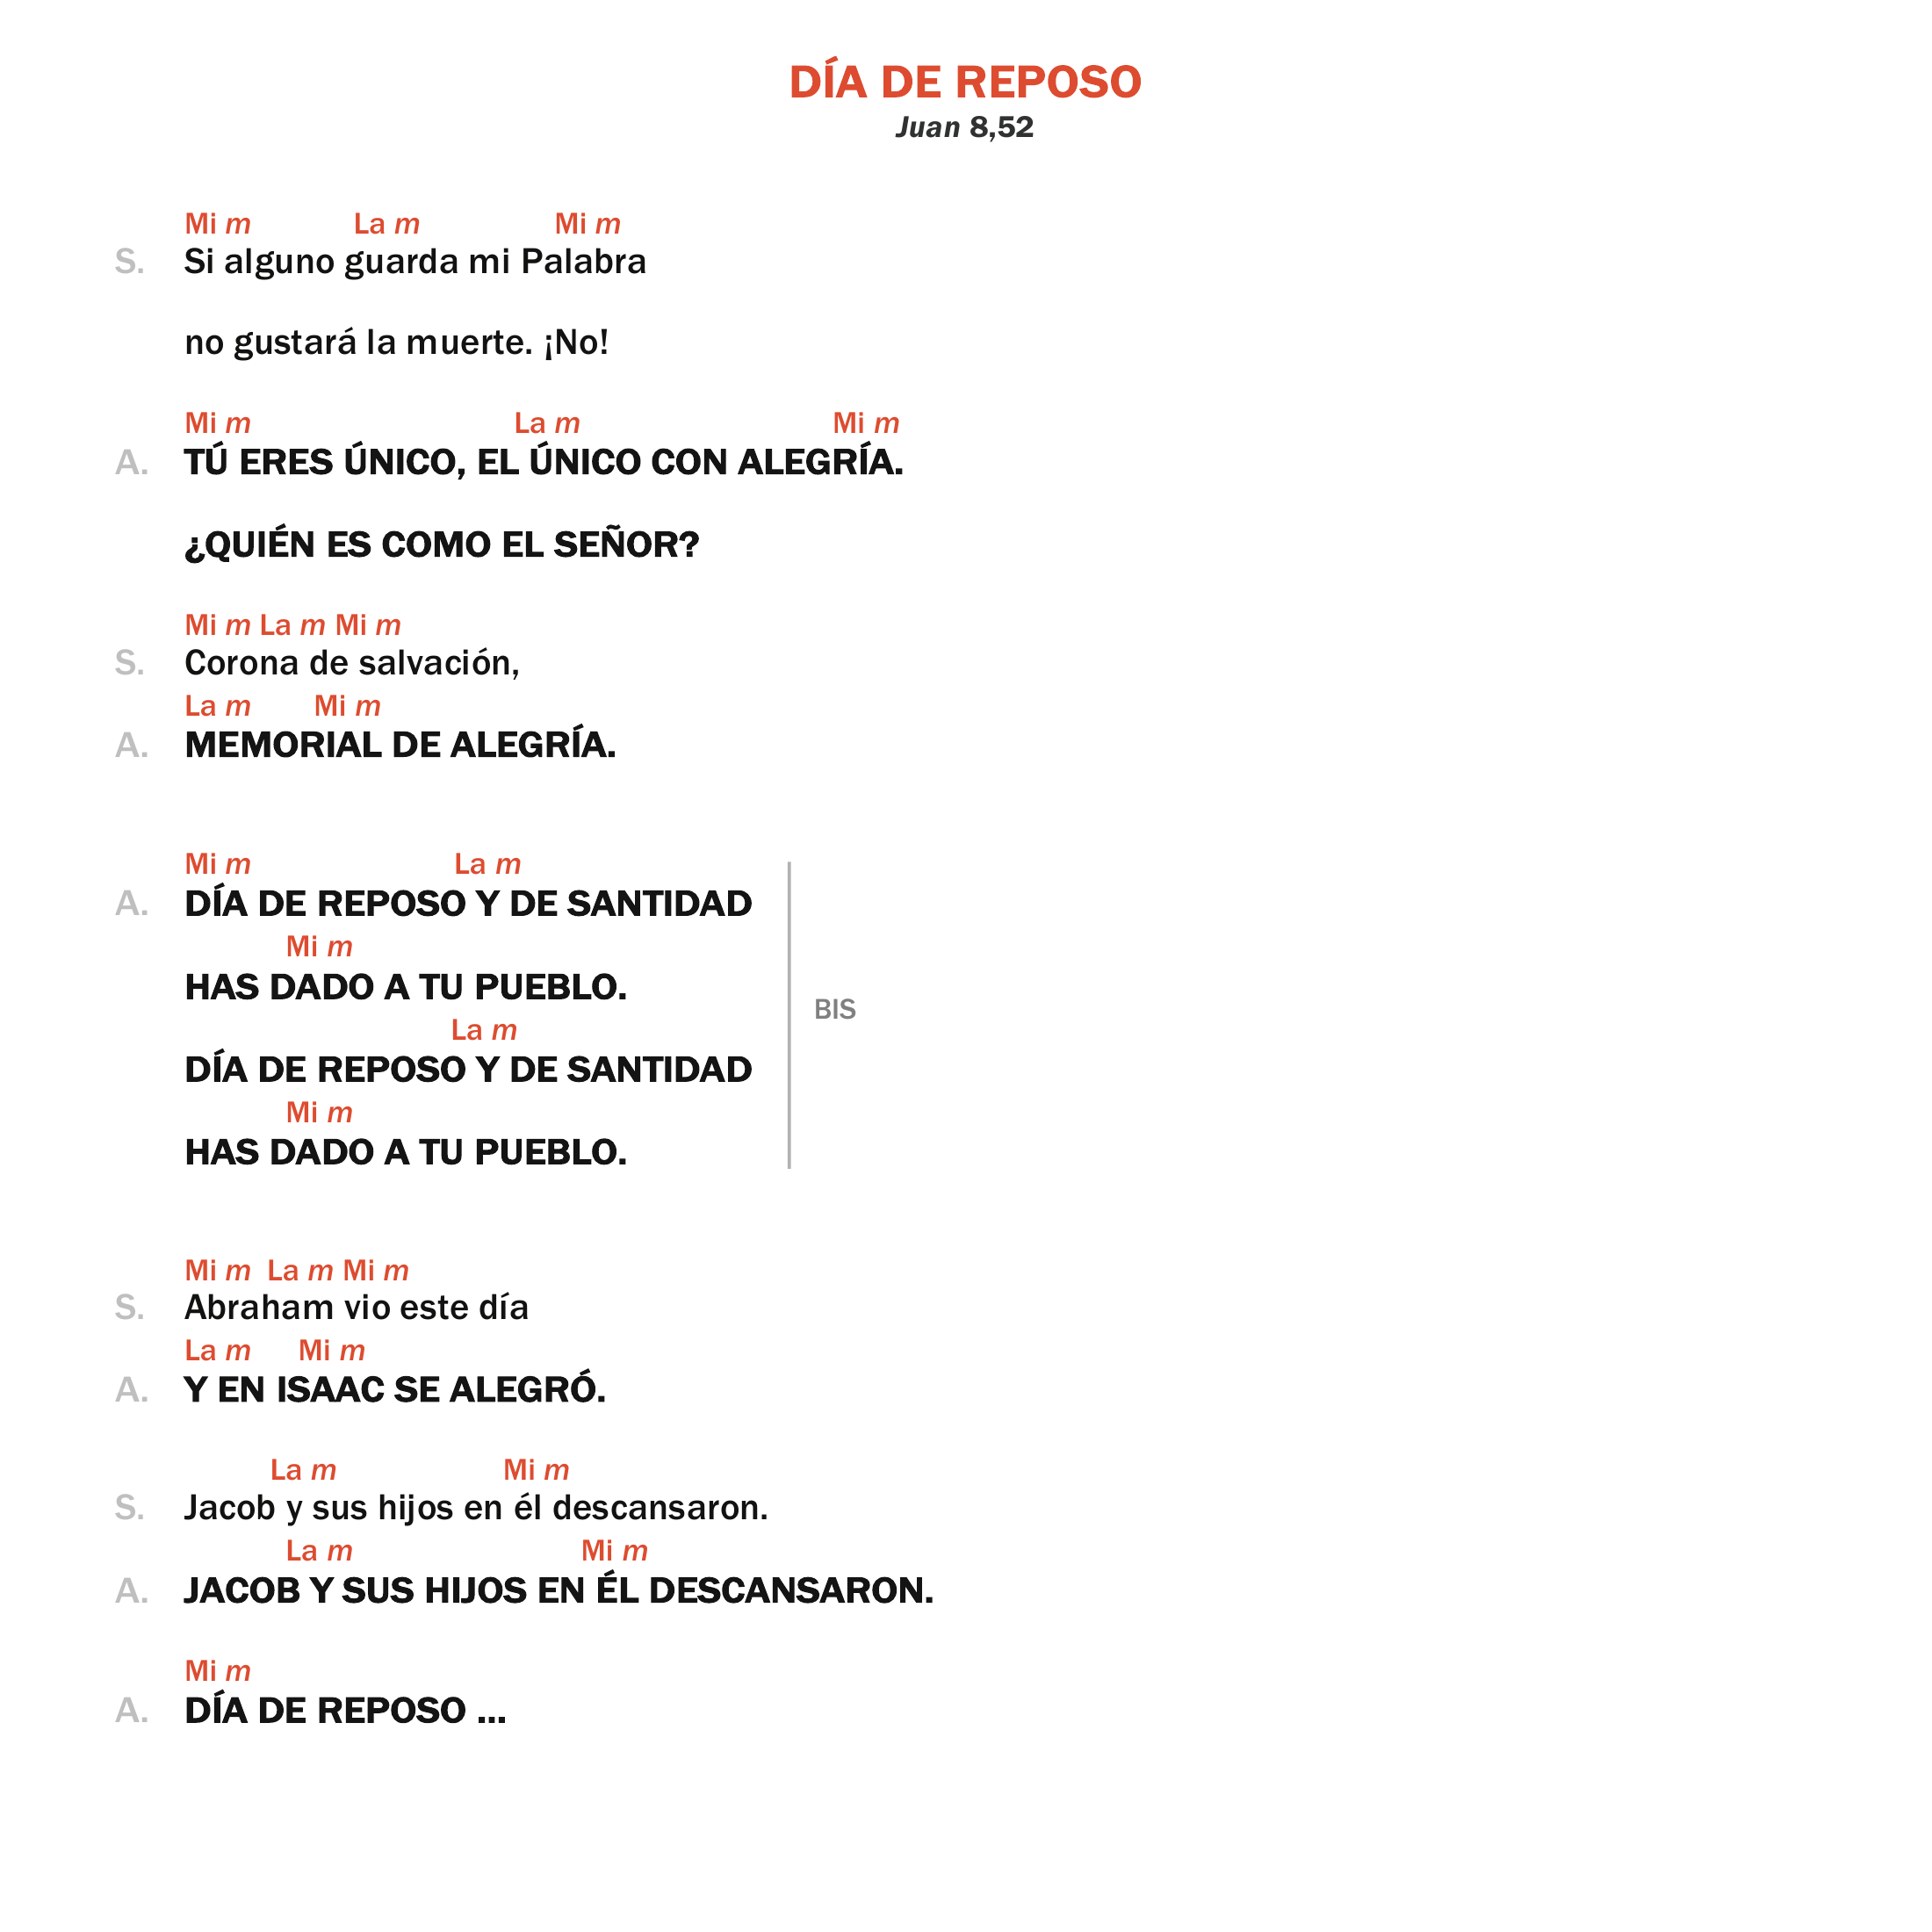 DÍA DE REPOSO
Juan 8,52
Mi m La m Mi m
S. Si alguno guarda mi Palabra
no gustará la muerte. ¡No!
Mi m La m Mi m
A. TÚ ERES ÚNICO, EL ÚNICO CON ALEGRÍA.
¿QUIÉN ES COMO EL SEÑOR?
Mi m La m Mi m
S. Corona de salvación,
La m Mi m
A. MEMORIAL DE ALEGRÍA.
Mi m La m
A. DÍA DE REPOSO Y DE SANTIDAD
Mi m
HAS DADO A TU PUEBLO.
BIS
La m
DÍA DE REPOSO Y DE SANTIDAD
Mi m
HAS DADO A TU PUEBLO.
Mi m La m Mi m
S. Abraham vio este día
La m Mi m
A. Y EN ISAAC SE ALEGRÓ.
La m Mi m
S. Jacob y sus hijos en él descansaron.
La m Mi m
A. JACOB Y SUS HIJOS EN ÉL DESCANSARON.
Mi m
A. DÍA DE REPOSO ...